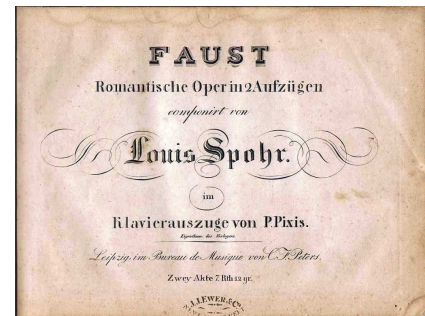 FAUST
Romantische Oper in 2 Aufzügen
componirt von
Louis Spohr.
im
Klavierauszuge von P. Pixis.
Eigenthum des Verlegers.
Leipzig, im Bureau de Musique von C. F. Peters.
Zwey Akte 7 Rth 12 gr.